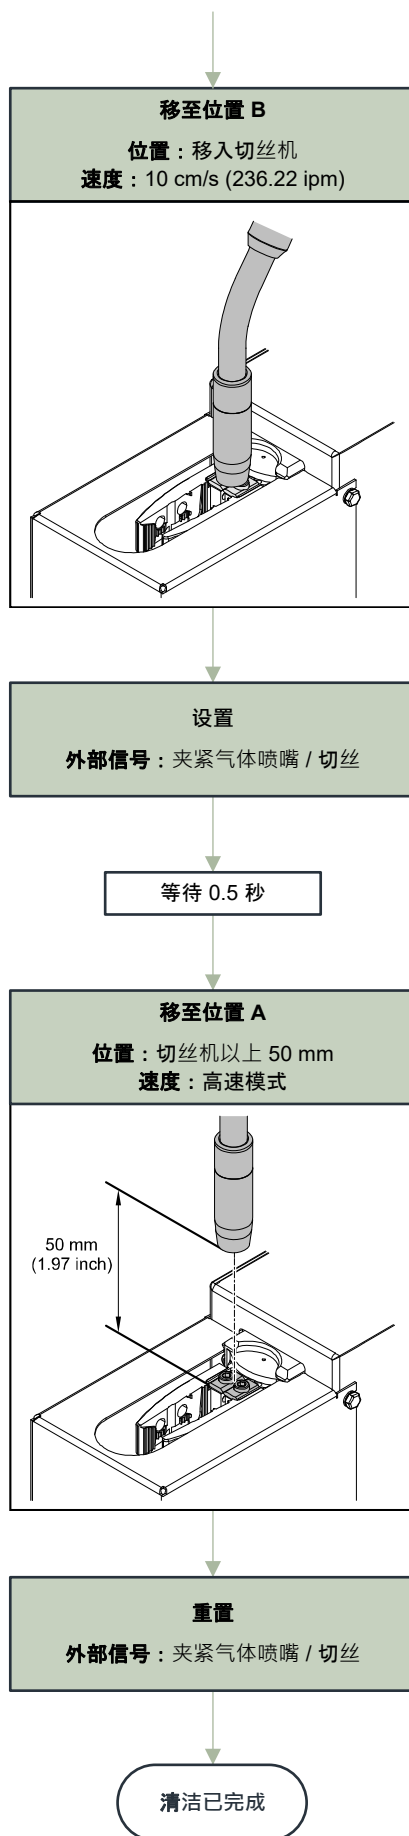 移至位置 B
位置：移入切丝机
速度：10 cm/s (236.22 ipm)
设置
外部信号：夹紧气体喷嘴 / 切丝
等待 0.5 秒
移至位置 A
位置：切丝机以上 50 mm
速度：高速模式
50 mm
(1.97 inch)
重置
外部信号：夹紧气体喷嘴 / 切丝
清洁已完成